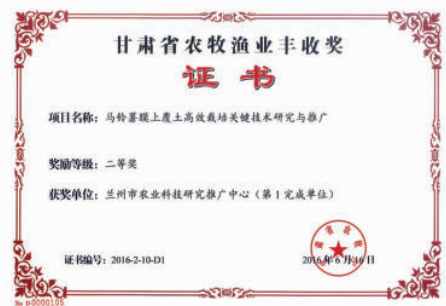 甘肃省农牧渔业丰收奖
证书
项目名称：马铃薯膜上覆土高效栽培关键技术研究与推广
奖励等级：二等奖
获奖单位：兰州市农业科技研究推广中心（第1完成单位）
证书编号：2016-2-10-D1
2016年6月16日
No D0000105